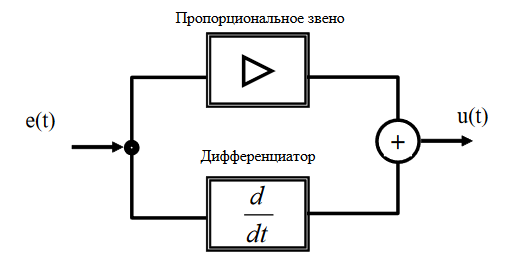 Пропорциональное звено
e(t)
+
u(t)
Дифференциатор
d
dt